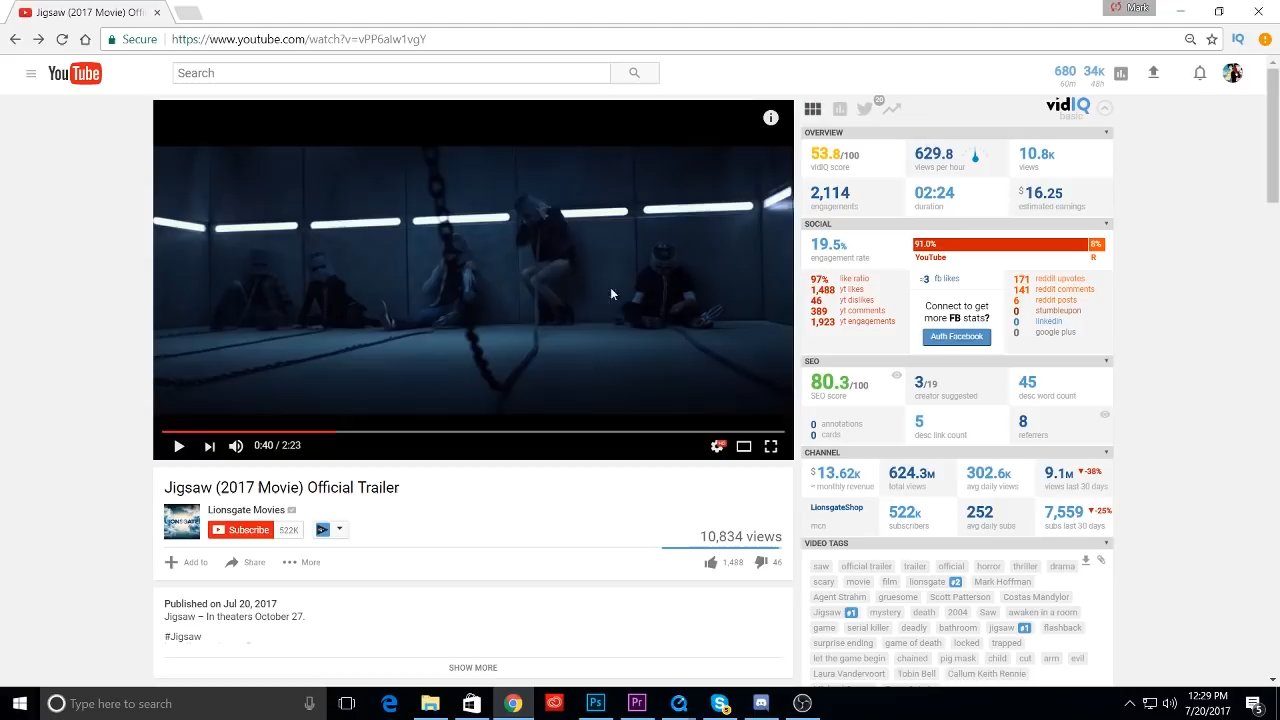 Jigsaw (2017 Movie) Offi
Mark
Secure
https://www.youtube.com/watch?v=vPP6alw1vgY
IQ
YouTube
Search
680
60m
34K
48h
20
vidIQ
basic
OVERVIEW
53.8/100
vidIQ score
629.8
views per hour
10.8K
views
2,114
engagements
02:24
duration
$ 16.25
estimated earnings
SOCIAL
19.5%
engagement rate
91.0%
8%
YouTube
R
97% like ratio
1,488 yt likes
46 yt dislikes
389 yt comments
1,923 yt engagements
3 fb likes
Connect to get
more FB stats?
Auth Facebook
171 reddit upvotes
141 reddit comments
6 reddit posts
0 stumbleupon
0 linkedin
0 google plus
SEO
80.3/100
SEO score
3/19
creator suggested
45
desc word count
0 annotations
0 cards
5
desc link count
8
referrers
CHANNEL
$ 13.62K
~ monthly revenue
624.3M
total views
302.6K
avg daily views
9.1M ▼-38%
views last 30 days
LionsgateShop
mcn
522K
subscribers
252
avg daily subs
7,559 ▼-25%
subs last 30 days
VIDEO TAGS
saw official trailer trailer official horror thriller drama
scary movie film lionsgate #2 Mark Hoffman
Agent Strahm gruesome Scott Patterson Costas Mandylor
Jigsaw #1 mystery death 2004 Saw awaken in a room
game serial killer deadly bathroom jigsaw #1 flashback
surprise ending game of death locked trapped
let the game begin chained pig mask child cut arm evil
Laura Vandervoort Tobin Bell Callum Keith Rennie
0:40 / 2:23
HD
Jigsaw (2017 Movie) Official Trailer
LIONSGATE
Lionsgate Movies
Subscribe 522K
10,834 views
Add to Share More
1,488 46
Published on Jul 20, 2017
Jigsaw – In theaters October 27.
#Jigsaw
SHOW MORE
Type here to search
12:29 PM
7/20/2017
5